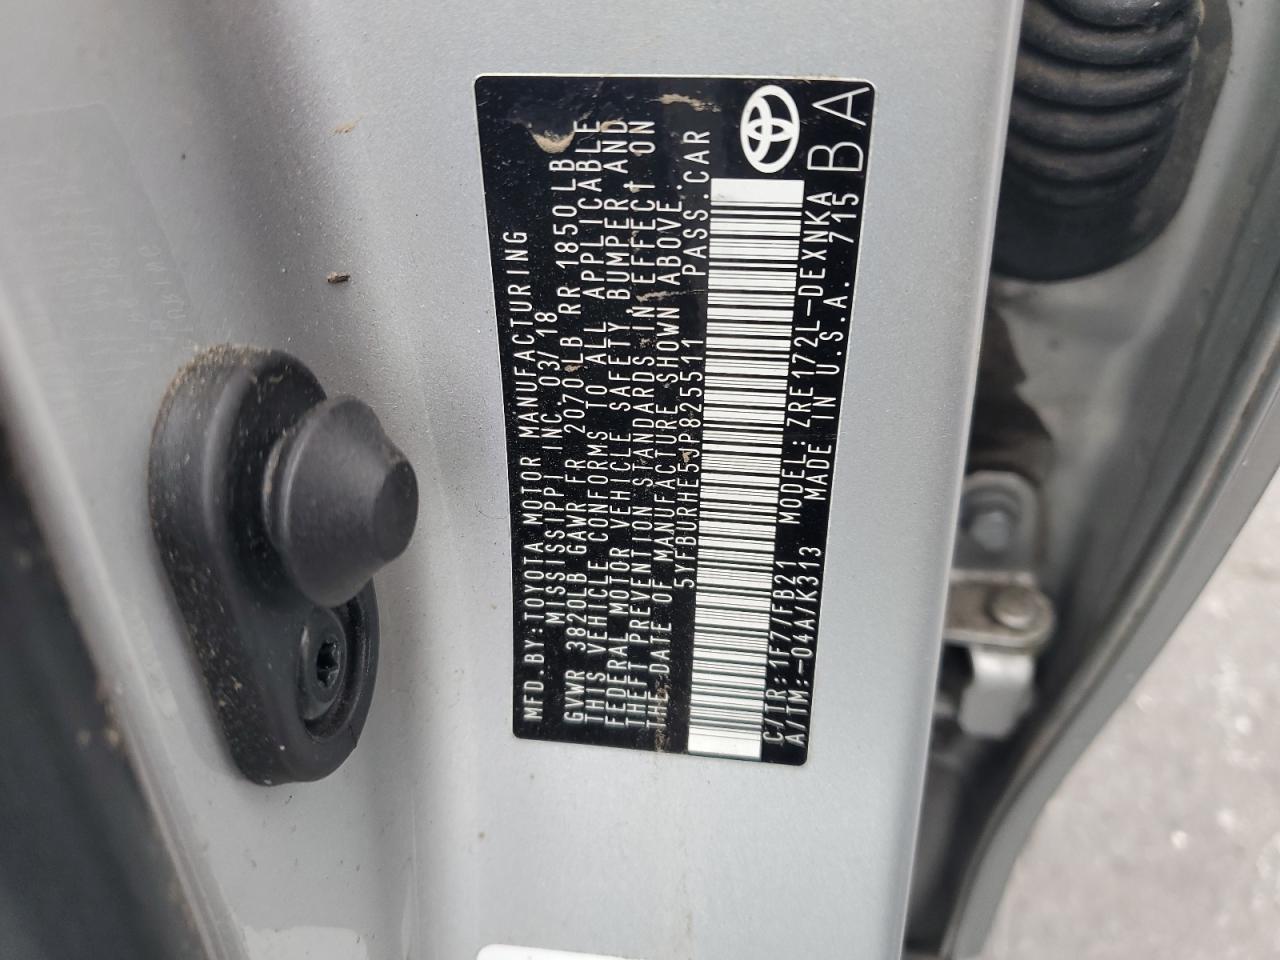 MFD.BY:TOYOTA MOTOR MANUFACTURING
MISSISSIPPI INC. 03/18
GVWR 3820LB GAWR FR 2070LB RR 1850LB
THIS VEHICLE CONFORMS TO ALL APPLICABLE
FEDERAL MOTOR VEHICLE SAFETY BUMPER AND
THEFT PREVENTION STANDARDS IN EFFECT ON
THE DATE OF MANUFACTURE SHOWN ABOVE.
5YFBURHE5JP825511 PASS.CAR
C/TR:1F7/FB21 MODEL:ZRE172L-DEXNKA
A/TM:-04A/K313 MADE IN U.S.A. 715
BA